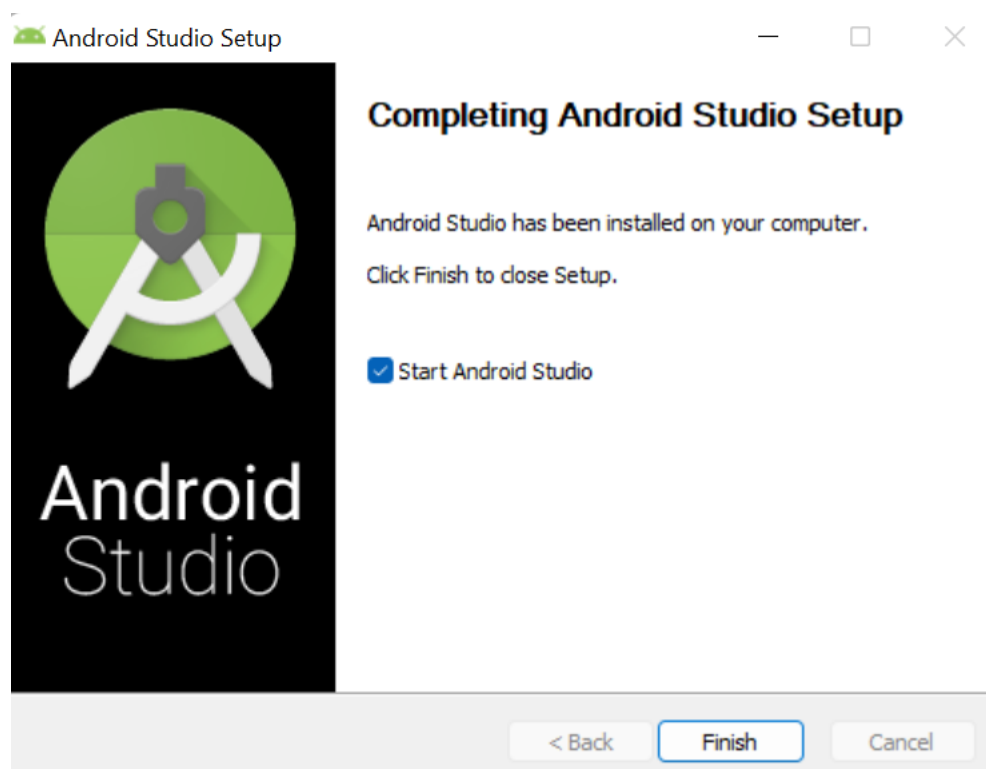 Android Studio Setup
Completing Android Studio Setup
Android Studio has been installed on your computer.
Click Finish to close Setup.
Start Android Studio
Android
Studio
< Back
Finish
Cancel